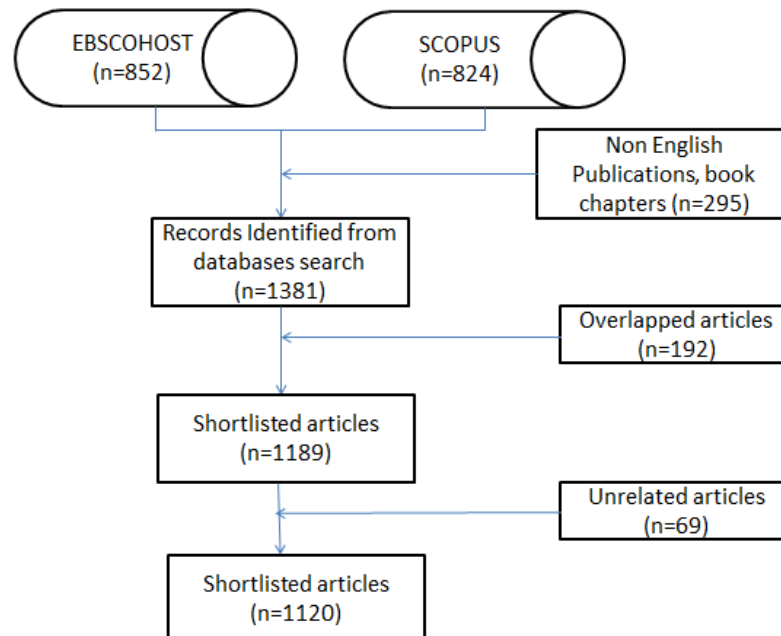 EBSCOHOST
(n=852)
SCOPUS
(n=824)
Non English
Publications, book
chapters (n=295)
Records Identified from
databases search
(n=1381)
Overlapped articles
(n=192)
Shortlisted articles
(n=1189)
Unrelated articles
(n=69)
Shortlisted articles
(n=1120)